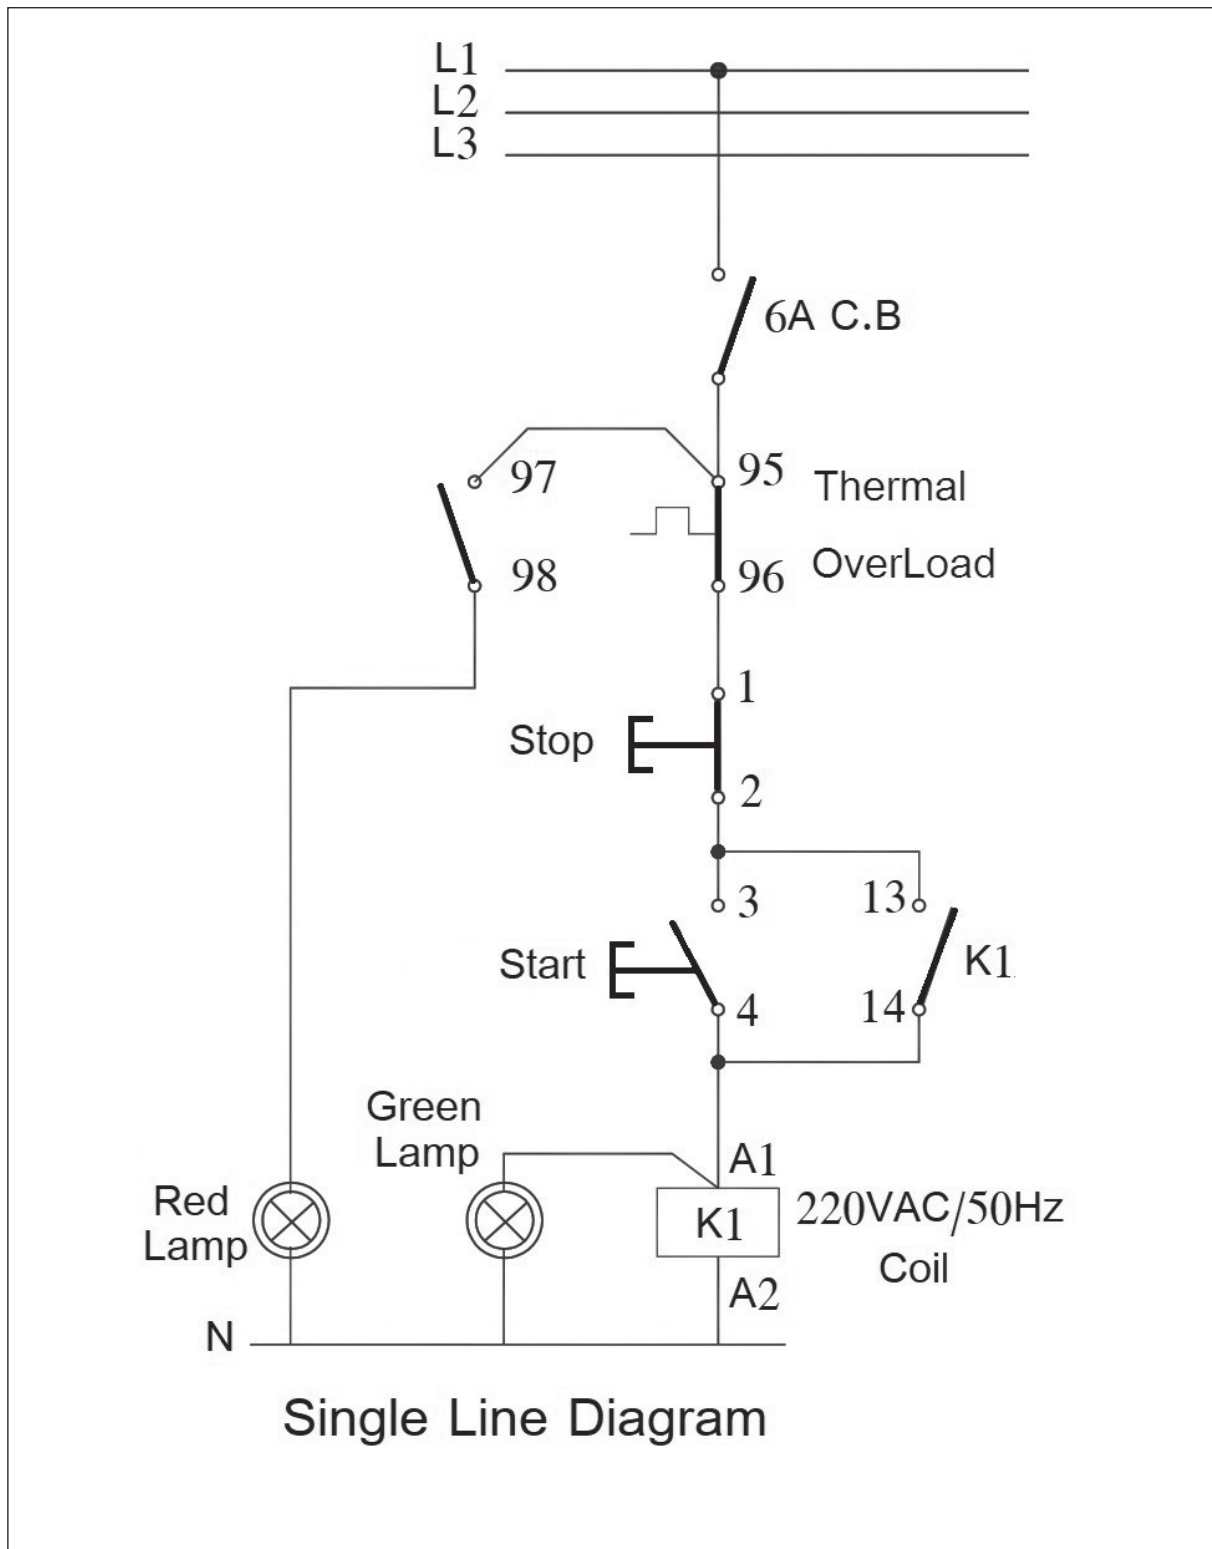 L1
L2
L3
6A C.B
97
95
Thermal
98
96
OverLoad
1
Stop
2
3
13
Start
K1
4
14
Green
Lamp
A1
Red
Lamp
K1
220VAC/50Hz
Coil
A2
N
Single Line Diagram